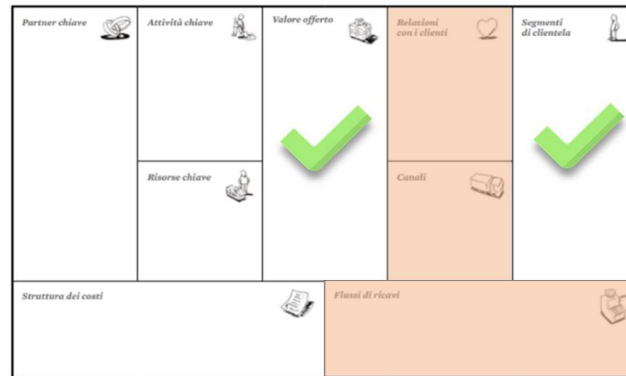 Partner chiave
Attività chiave
Valore offerto
Relazioni
con i clienti
Segmenti
di clientela
Risorse chiave
Canali
Struttura dei costi
Flussi di ricavi